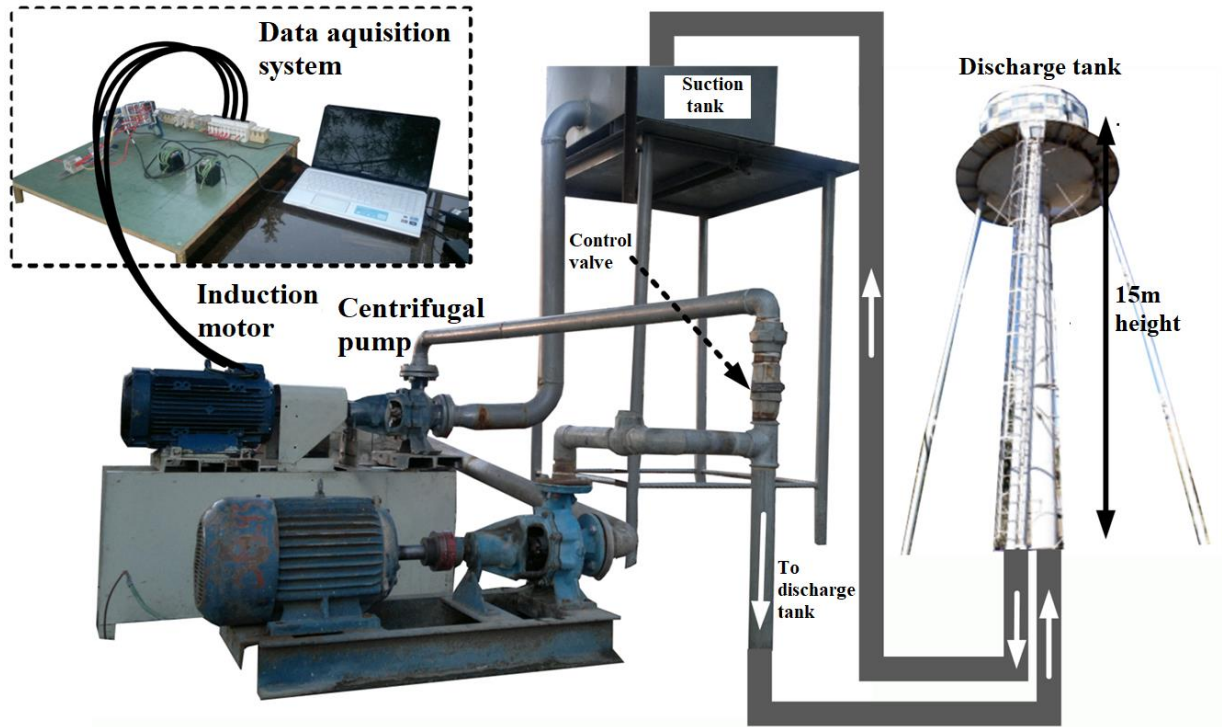 Data aquisition
system
Suction
tank
Discharge tank
Control
valve
Induction
motor
Centrifugal
pump
15m
height
To
discharge
tank